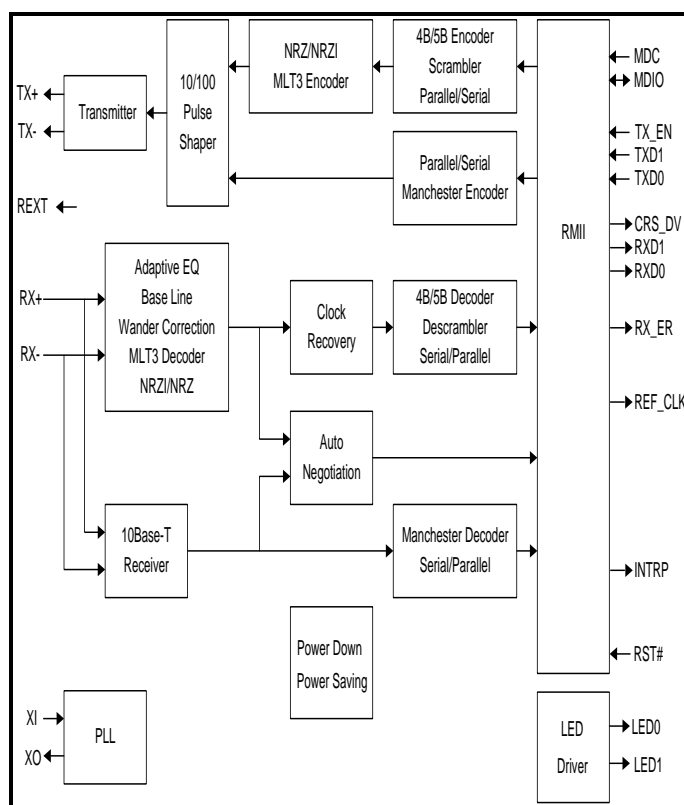 NRZ/NRZI
MLT3 Encoder
4B/5B Encoder
Scrambler
Parallel/Serial
10/100
Pulse
Shaper
Transmitter
TX+
TX-
REXT
Parallel/Serial
Manchester Encoder
RMII
MDC
MDIO
TX_EN
TXD1
TXD0
CRS_DV
RXD1
RXD0
RX_ER
REF_CLK
INTRP
RST#
RX+
RX-
Adaptive EQ
Base Line
Wander Correction
MLT3 Decoder
NRZI/NRZ
Clock
Recovery
4B/5B Decoder
Descrambler
Serial/Parallel
Auto
Negotiation
10Base-T
Receiver
Manchester Decoder
Serial/Parallel
Power Down
Power Saving
XI
XO
PLL
LED
Driver
LED0
LED1